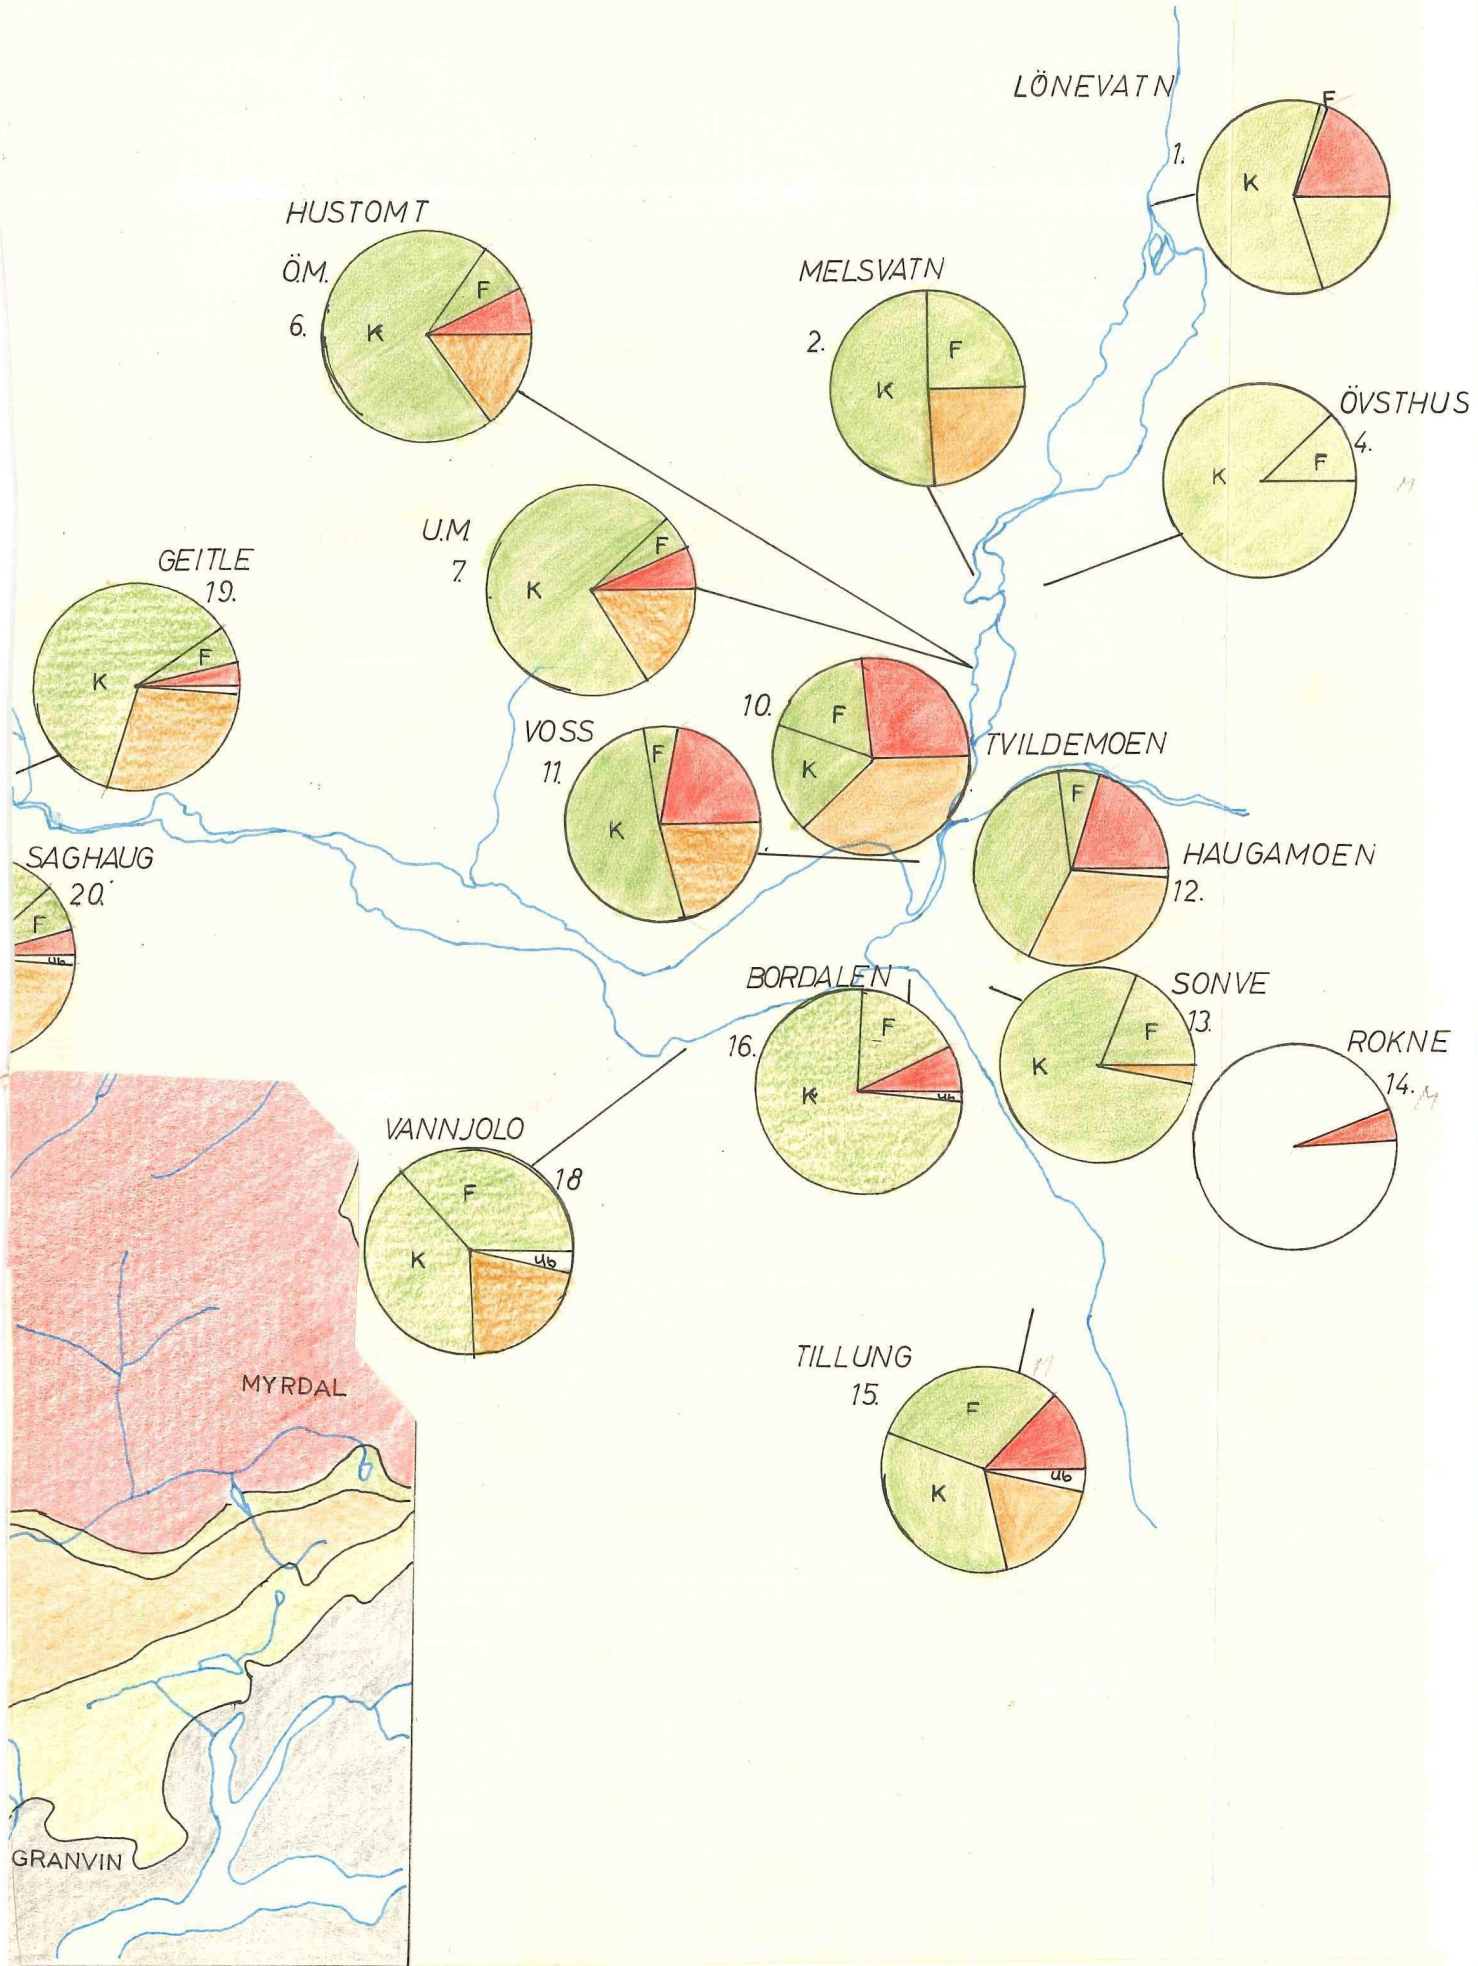 LÖNEVATN
1.
F
K
HUSTOMT
Ö.M.
6.
K
F
MELSVATN
2.
K
F
ÖVSTHUS
4.
K
F
M
U.M.
7.
K
F
GEITLE
19.
K
F
10.
F
K
TVILDEMOEN
VOSS
11.
F
K
F
HAUGAMOEN
12.
SAGHAUG
20.
F
ub
BORDALEN
16.
F
K
ub
SONVE
13.
F
K
ROKNE
14.
M
VANNJOLO
18
F
K
ub
TILLUNG
15.
M
F
K
ub
MYRDAL
GRANVIN